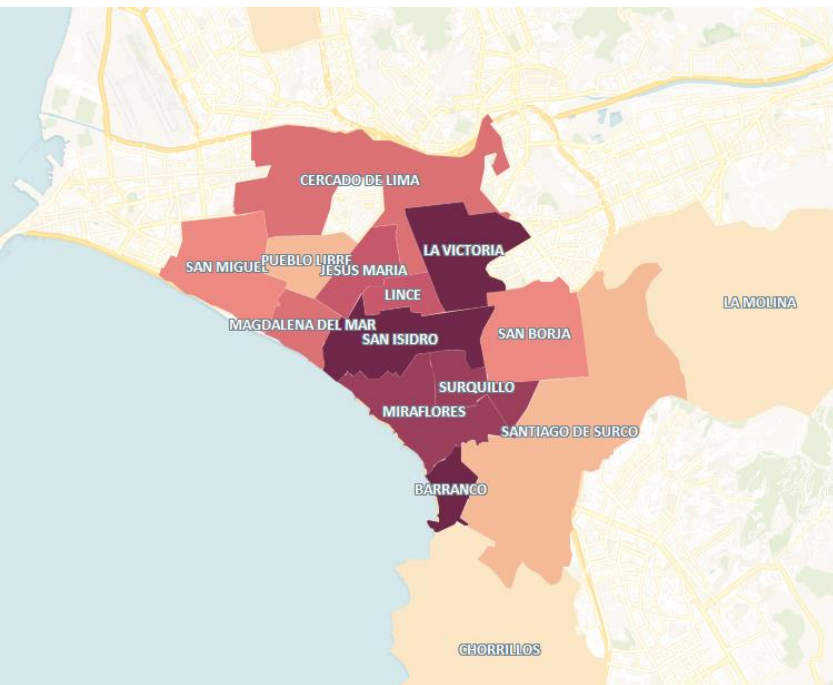 CERCADO DE LIMA
LA VICTORIA
PUEBLO LIBRE
SAN MIGUEL
JESÚS MARIA
LINCE
LA MOLINA
MAGDALENA DEL MAR
SAN ISIDRO
SAN BORJA
SURQUILLO
MIRAFLORES
SANTIAGO DE SURCO
BARRANCO
CHORRILLOS